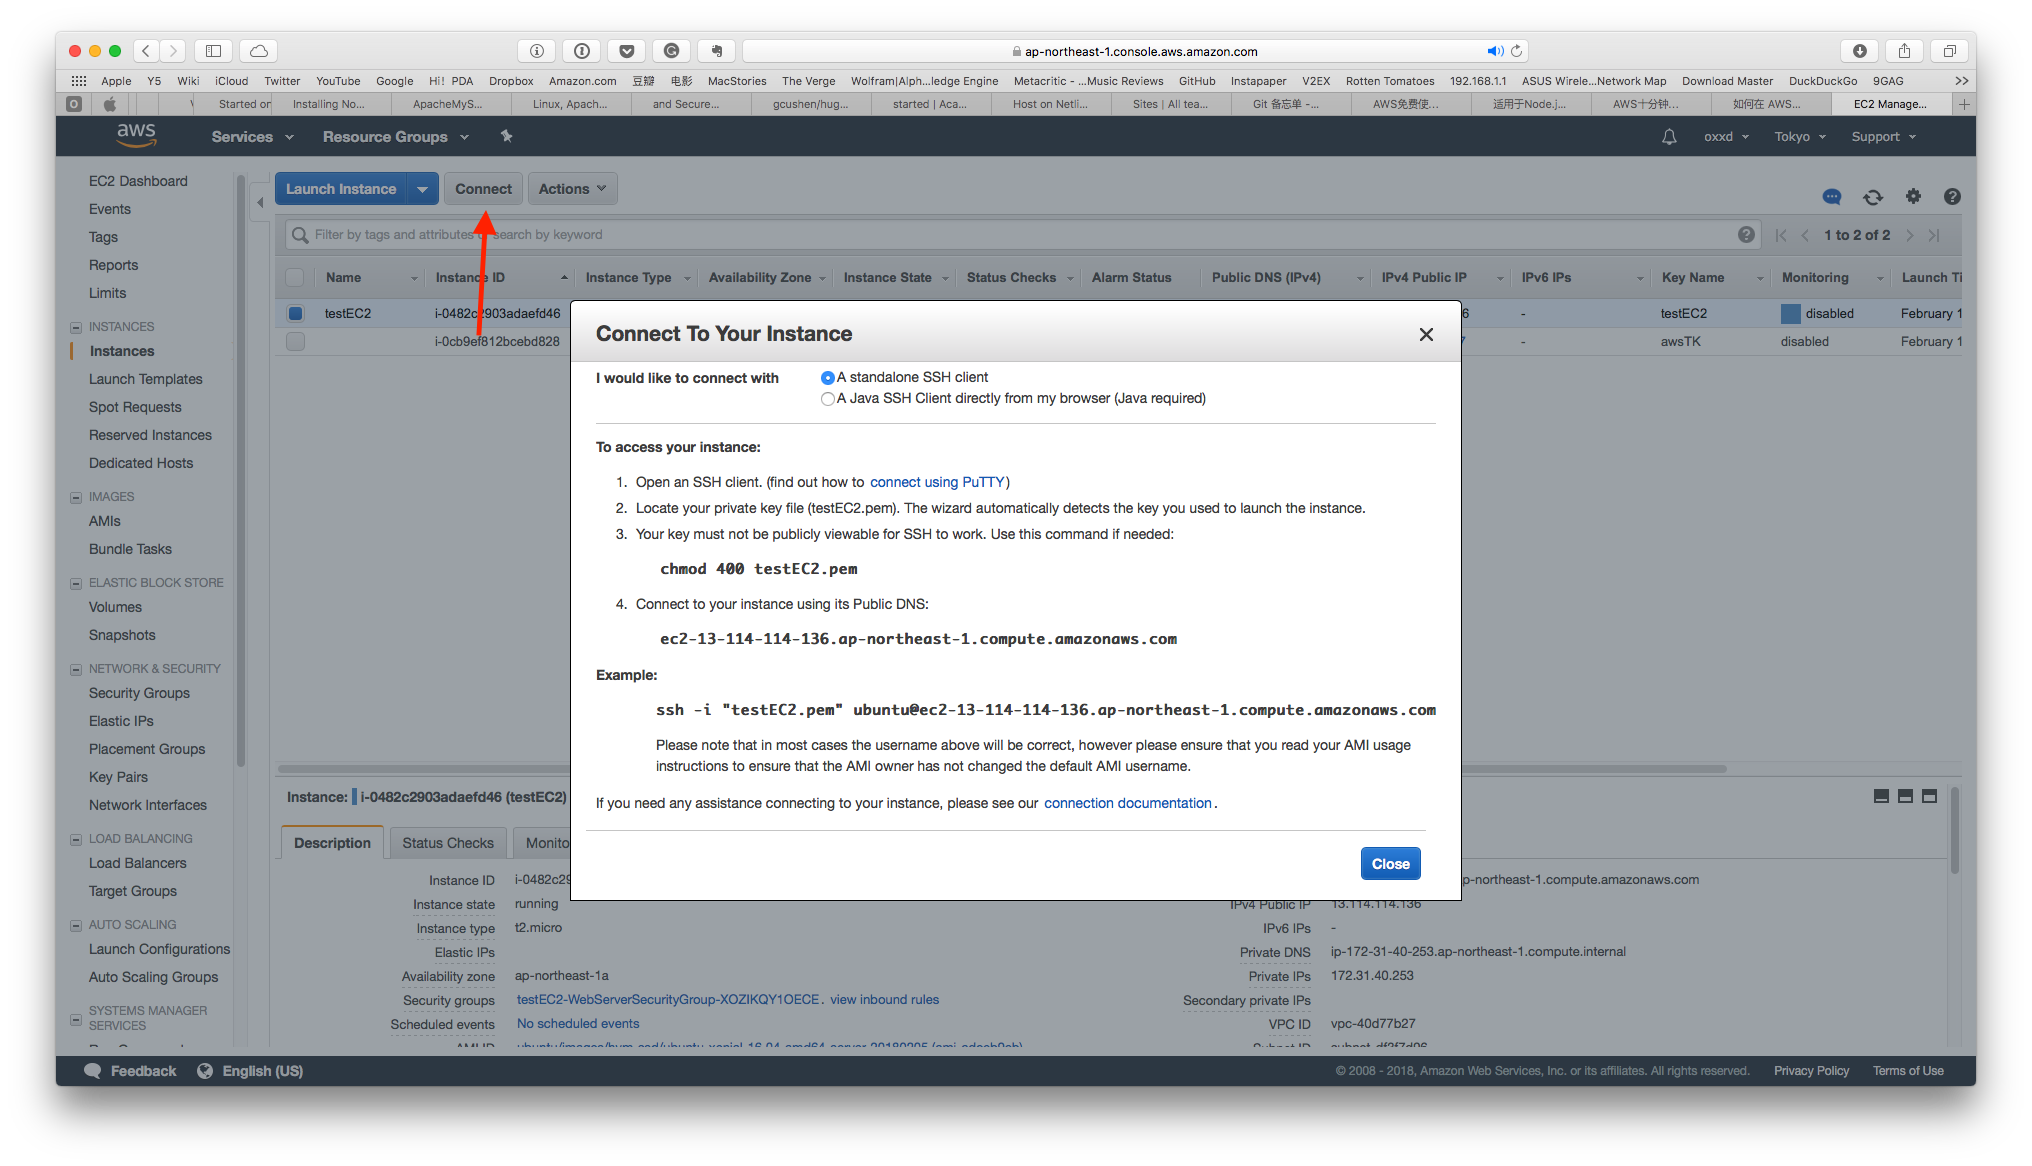 ap-northeast-1.console.aws.amazon.com
Apple Y5 Wiki iCloud Twitter YouTube Google Hi! PDA Dropbox Amazon.com 豆瓣 电影 MacStories The Verge Wolfram|Alph...ledge Engine Metacritic - ...Music Reviews GitHub Instapaper V2EX Rotten Tomatoes 192.168.1.1 ASUS Wirele...Network Map Download Master DuckDuckGo 9GAG
Started on Installing No... ApacheMyS... Linux, Apach... and Secure... gcushen/hug... started | Aca... Host on Netli... Sites | All tea... Git 备忘单 -... AWS免费使... 适用于Node.j... AWS十分钟... 如何在 AWS... EC2 Manage...
aws Services Resource Groups oxxd Tokyo Support
EC2 Dashboard
Events
Tags
Reports
Limits
INSTANCES
Instances
Launch Templates
Spot Requests
Reserved Instances
Dedicated Hosts
IMAGES
AMIs
Bundle Tasks
ELASTIC BLOCK STORE
Volumes
Snapshots
NETWORK & SECURITY
Security Groups
Elastic IPs
Placement Groups
Key Pairs
Network Interfaces
LOAD BALANCING
Load Balancers
Target Groups
AUTO SCALING
Launch Configurations
Auto Scaling Groups
SYSTEMS MANAGER
SERVICES
Launch Instance Connect Actions
Filter by tags and attributes or search by keyword 1 to 2 of 2
Name Instance ID Instance Type Availability Zone Instance State Status Checks Alarm Status Public DNS (IPv4) IPv4 Public IP IPv6 IPs Key Name Monitoring Launch Ti
testEC2 i-0482c2903adaefd46 6 - testEC2 disabled February 1
i-0cb9ef812bcebd828 7 - awsTK disabled February 1
Connect To Your Instance
I would like to connect with
A standalone SSH client
A Java SSH Client directly from my browser (Java required)
To access your instance:
1. Open an SSH client. (find out how to connect using PuTTY)
2. Locate your private key file (testEC2.pem). The wizard automatically detects the key you used to launch the instance.
3. Your key must not be publicly viewable for SSH to work. Use this command if needed:
chmod 400 testEC2.pem
4. Connect to your instance using its Public DNS:
ec2-13-114-114-136.ap-northeast-1.compute.amazonaws.com
Example:
ssh -i "testEC2.pem" ubuntu@ec2-13-114-114-136.ap-northeast-1.compute.amazonaws.com
Please note that in most cases the username above will be correct, however please ensure that you read your AMI usage
instructions to ensure that the AMI owner has not changed the default AMI username.
If you need any assistance connecting to your instance, please see our connection documentation.
Close
Instance: i-0482c2903adaefd46 (testEC2)
Description Status Checks Monito
Instance ID i-0482c29
Instance state running
Instance type t2.micro
Elastic IPs
Availability zone ap-northeast-1a
Security groups testEC2-WebServerSecurityGroup-XOZIKQY1OECE. view inbound rules
Scheduled events No scheduled events
AMI ID
p-northeast-1.compute.amazonaws.com
IPv4 Public IP 13.114.114.136
IPv6 IPs -
Private DNS ip-172-31-40-253.ap-northeast-1.compute.internal
Private IPs 172.31.40.253
Secondary private IPs
VPC ID vpc-40d77b27
Subnet ID
Feedback English (US) © 2008 - 2018, Amazon Web Services, Inc. or its affiliates. All rights reserved. Privacy Policy Terms of Use